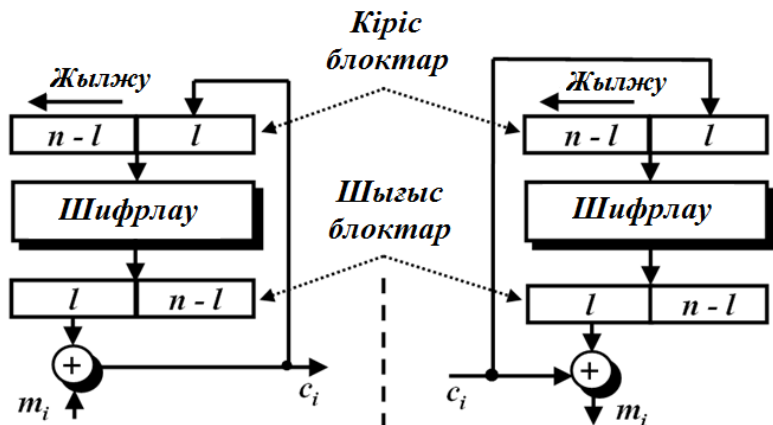 Кіріс
блоктар
Жылжу
Жылжу
n - l
l
n - l
l
Шифрлау
Шифрлау
Шығыс
блоктар
l
n - l
l
n - l
+
+
c i
c i
m i
m i